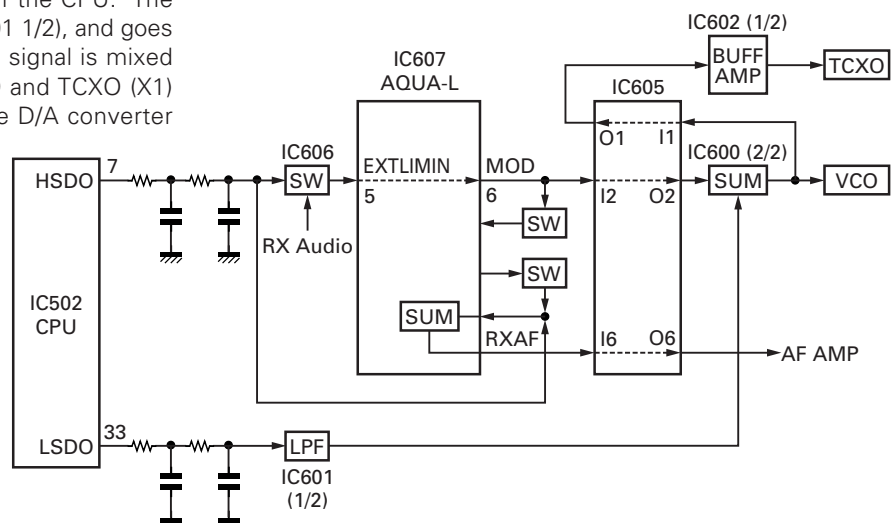 the CPU. The
01 1/2), and goes
signal is mixed
and TCXO (X1)
e D/A converter
IC602 (1/2)
BUFF
AMP
TCXO
IC607
AQUA-L
IC605
O1 I1
IC600 (2/2)
SUM
VCO
7
HSDO
IC606
SW
EXTLIMIN
5
MOD
6
I2 O2
RX Audio
SW
SW
IC502
CPU
SUM
RXAF
I6 O6
AF AMP
LSDO
33
LPF
IC601
(1/2)